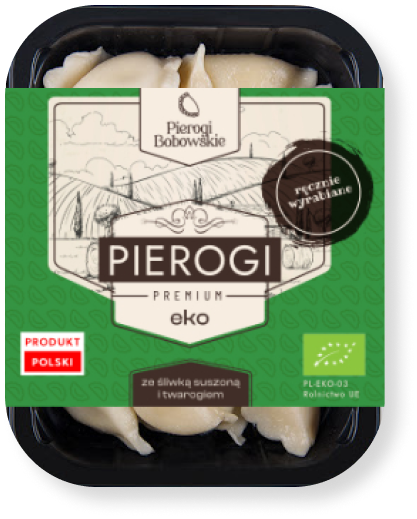 Pierogi
Bobowskie
ręcznie
wyrabiane
PIEROGI
PREMIUM
eko
PRODUKT
POLSKI
ze śliwką suszoną
i twarogiem
PL-EKO-03
Rolnictwo UE